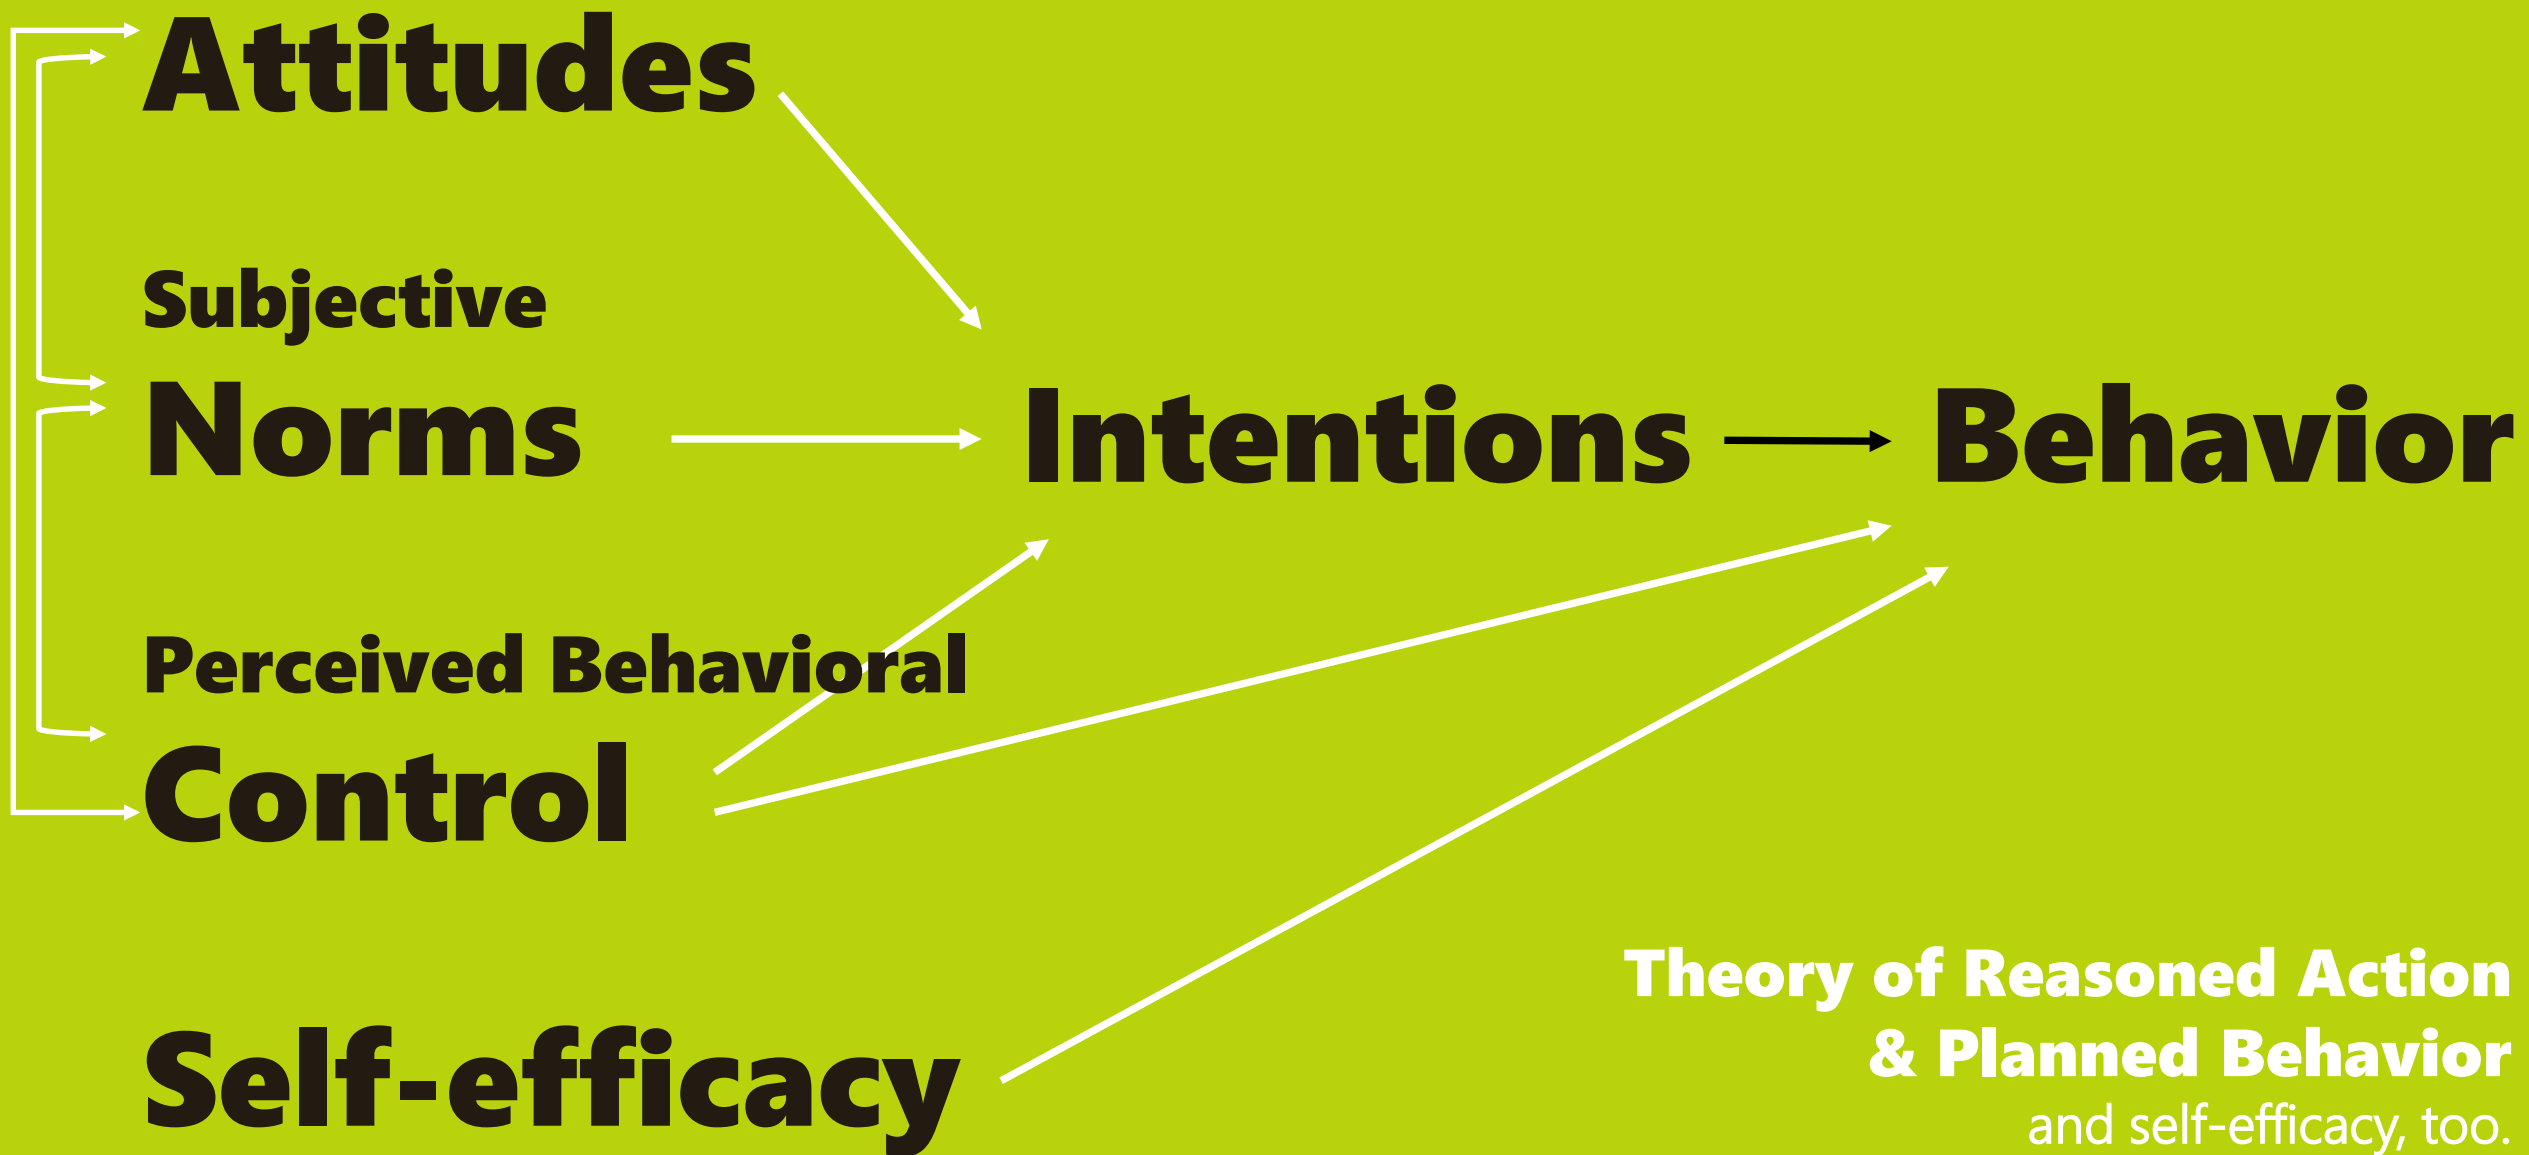 Attitudes
Subjective
Norms
Intentions
Behavior
Perceived Behavioral
Control
Self-efficacy
Theory of Reasoned Action
& Planned Behavior
and self-efficacy, too.